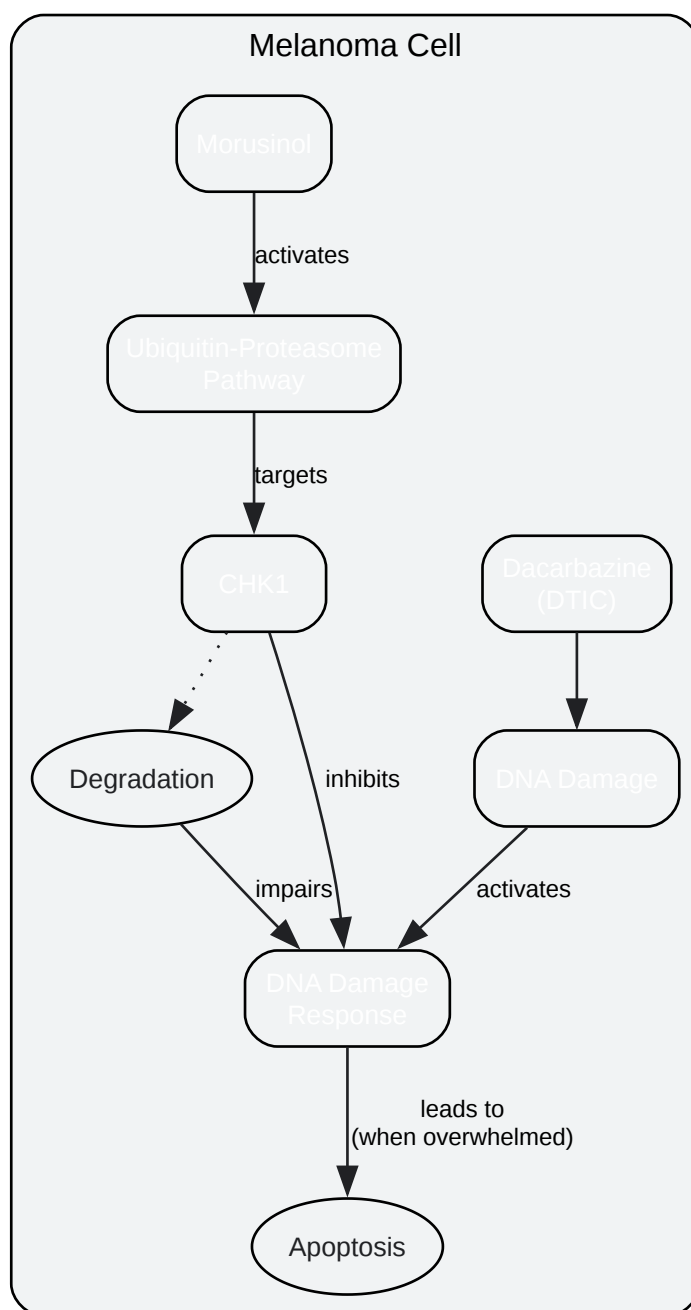 Melanoma Cell
Morusinol
activates
Ubiquitin-Proteasome
Pathway
targets
CHK1
Dacarbazine
(DTIC)
Degradation
inhibits
DNA Damage
impairs
activates
DNA Damage
Response
leads to
(when overwhelmed)
Apoptosis